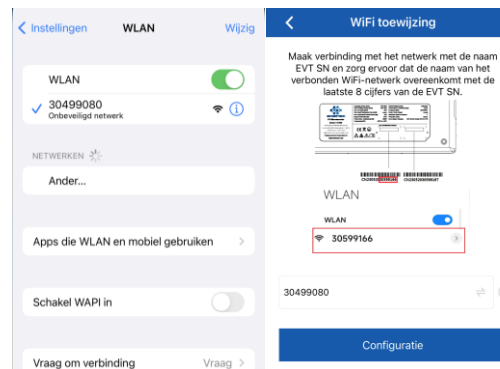 Instellingen
WLAN
Wijzig
WLAN
30499080
Onbeveiligd netwerk
NETWERKEN
Ander...
Apps die WLAN en mobiel gebruiken
Schakel WAPI in
Vraag om verbinding
Vraag
WiFi toewijzing
Maak verbinding met het netwerk met de naam
EVT SN en zorg ervoor dat de naam van het
verbonden WiFi-netwerk overeenkomt met de
laatste 8 cijfers van de EVT SN.
WLAN
WLAN
30599166
30499080
Configuratie